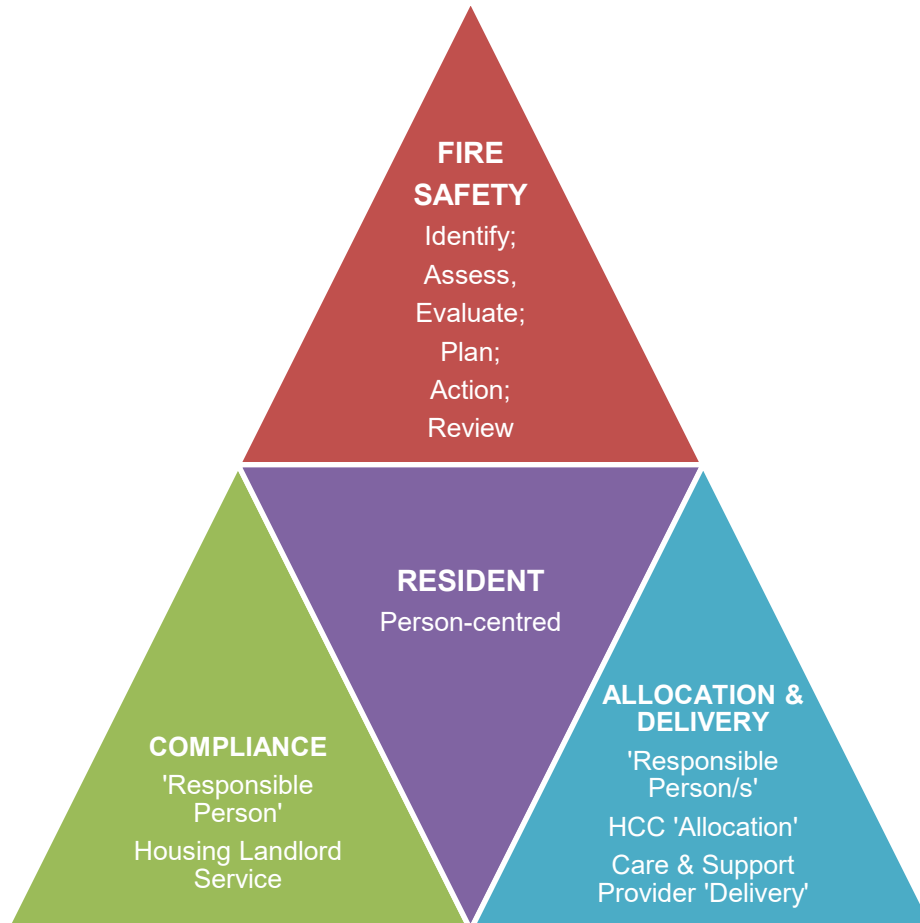 FIRE
SAFETY
Identify;
Assess,
Evaluate;
Plan;
Action;
Review
RESIDENT
Person-centred
COMPLIANCE
'Responsible
Person'
Housing Landlord
Service
ALLOCATION &
DELIVERY
'Responsible
Person/s'
HCC 'Allocation'
Care & Support
Provider 'Delivery'